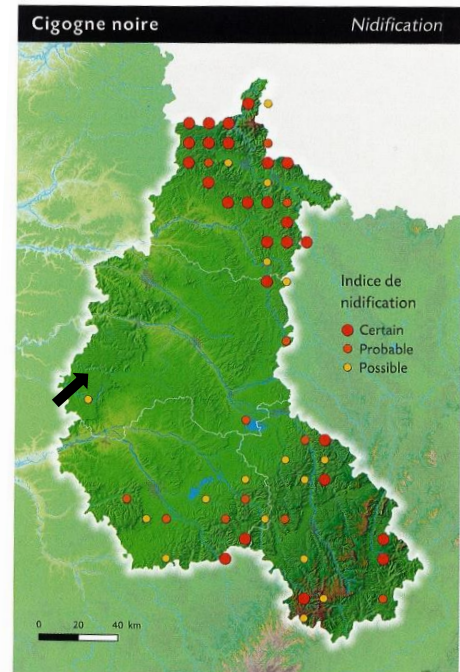 Cigogne noire
Nidification
Indice de
nidification
Certain
Probable
Possible
0 20 40 km